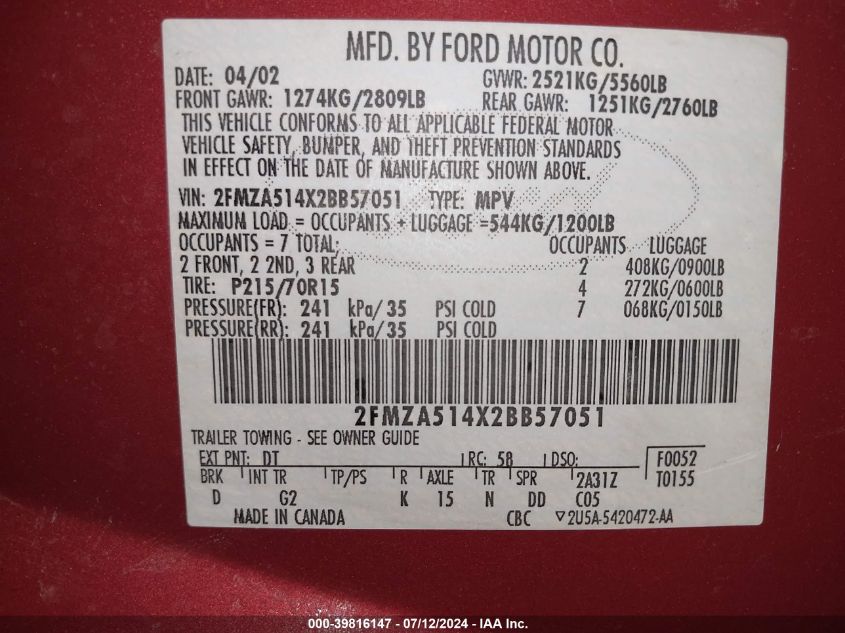 MFD. BY FORD MOTOR CO.
DATE: 04/02 GVWR: 2521KG/5560LB
FRONT GAWR: 1274KG/2809LB REAR GAWR: 1251KG/2760LB
THIS VEHICLE CONFORMS TO ALL APPLICABLE FEDERAL MOTOR
VEHICLE SAFETY, BUMPER, AND THEFT PREVENTION STANDARDS
IN EFFECT ON THE DATE OF MANUFACTURE SHOWN ABOVE.
VIN: 2FMZA514X2BB57051 TYPE: MPV
MAXIMUM LOAD = OCCUPANTS + LUGGAGE =544KG/1200LB
OCCUPANTS = 7 TOTAL; OCCUPANTS LUGGAGE
2 FRONT, 2 2ND, 3 REAR 2 408KG/0900LB
TIRE: P215/70R15 4 272KG/0600LB
PRESSURE(FR): 241 kPa/ 35 PSI COLD 7 068KG/0150LB
PRESSURE(RR): 241 kPa/ 35 PSI COLD
2FMZA514X2BB57051
TRAILER TOWING - SEE OWNER GUIDE
EXT PNT: DT RC: 58 DSO: F0052
BRK INT TR TP/PS R AXLE TR SPR 2A31Z T0155
D G2 K 15 N DD C05
MADE IN CANADA CBC 2U5A-5420472-AA
000-39816147 - 07/12/2024 - IAA Inc.